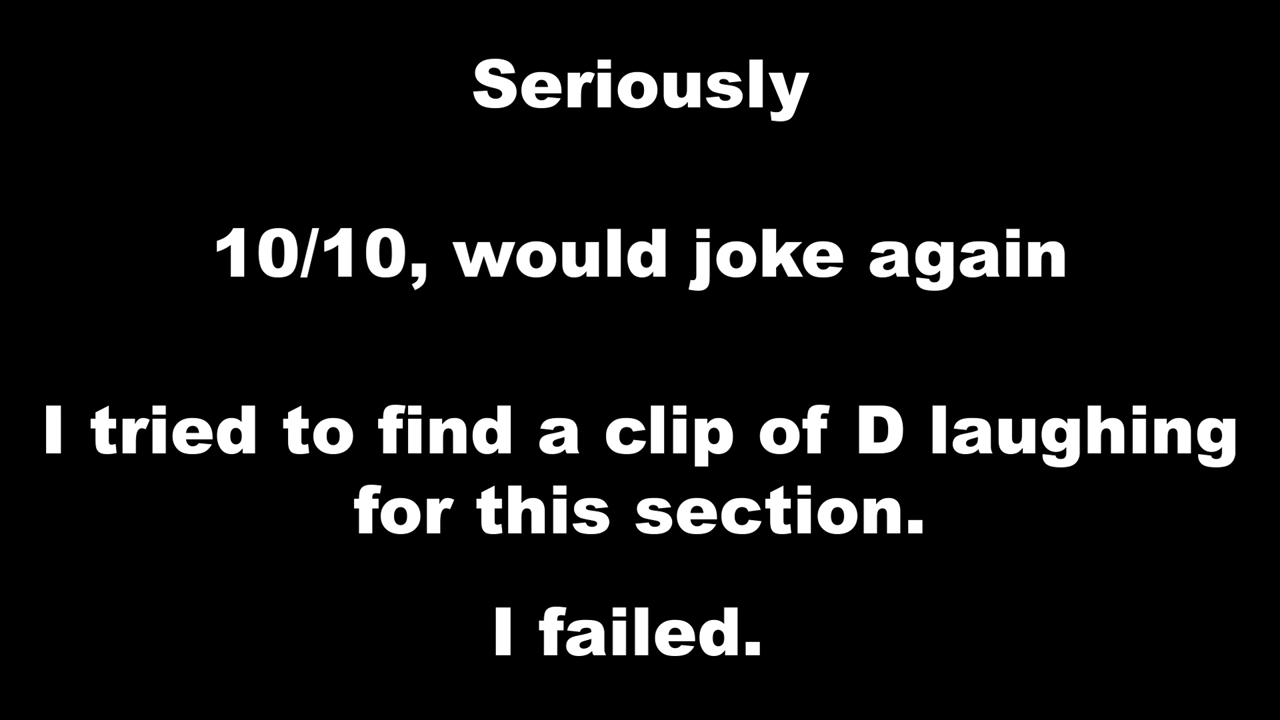 Seriously
10/10, would joke again
I tried to find a clip of D laughing
for this section.
I failed.